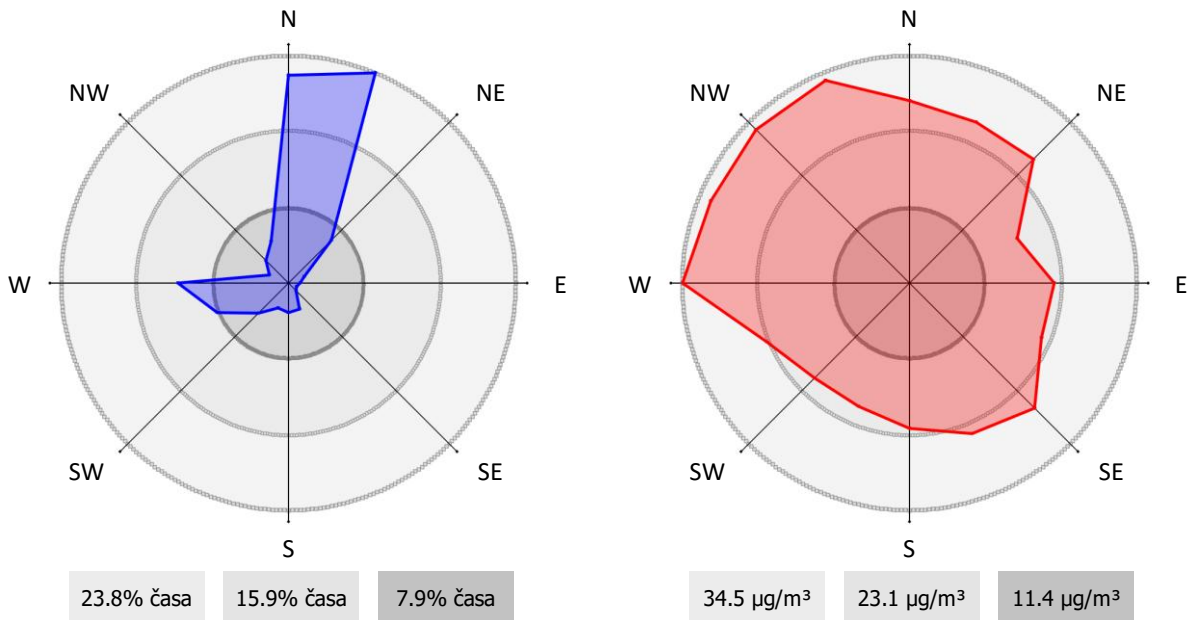 N
NE
E
SE
S
SW
W
NW
23.8% časa
15.9% časa
7.9% časa
N
NE
E
SE
S
SW
W
NW
34.5 µg/m³
23.1 µg/m³
11.4 µg/m³